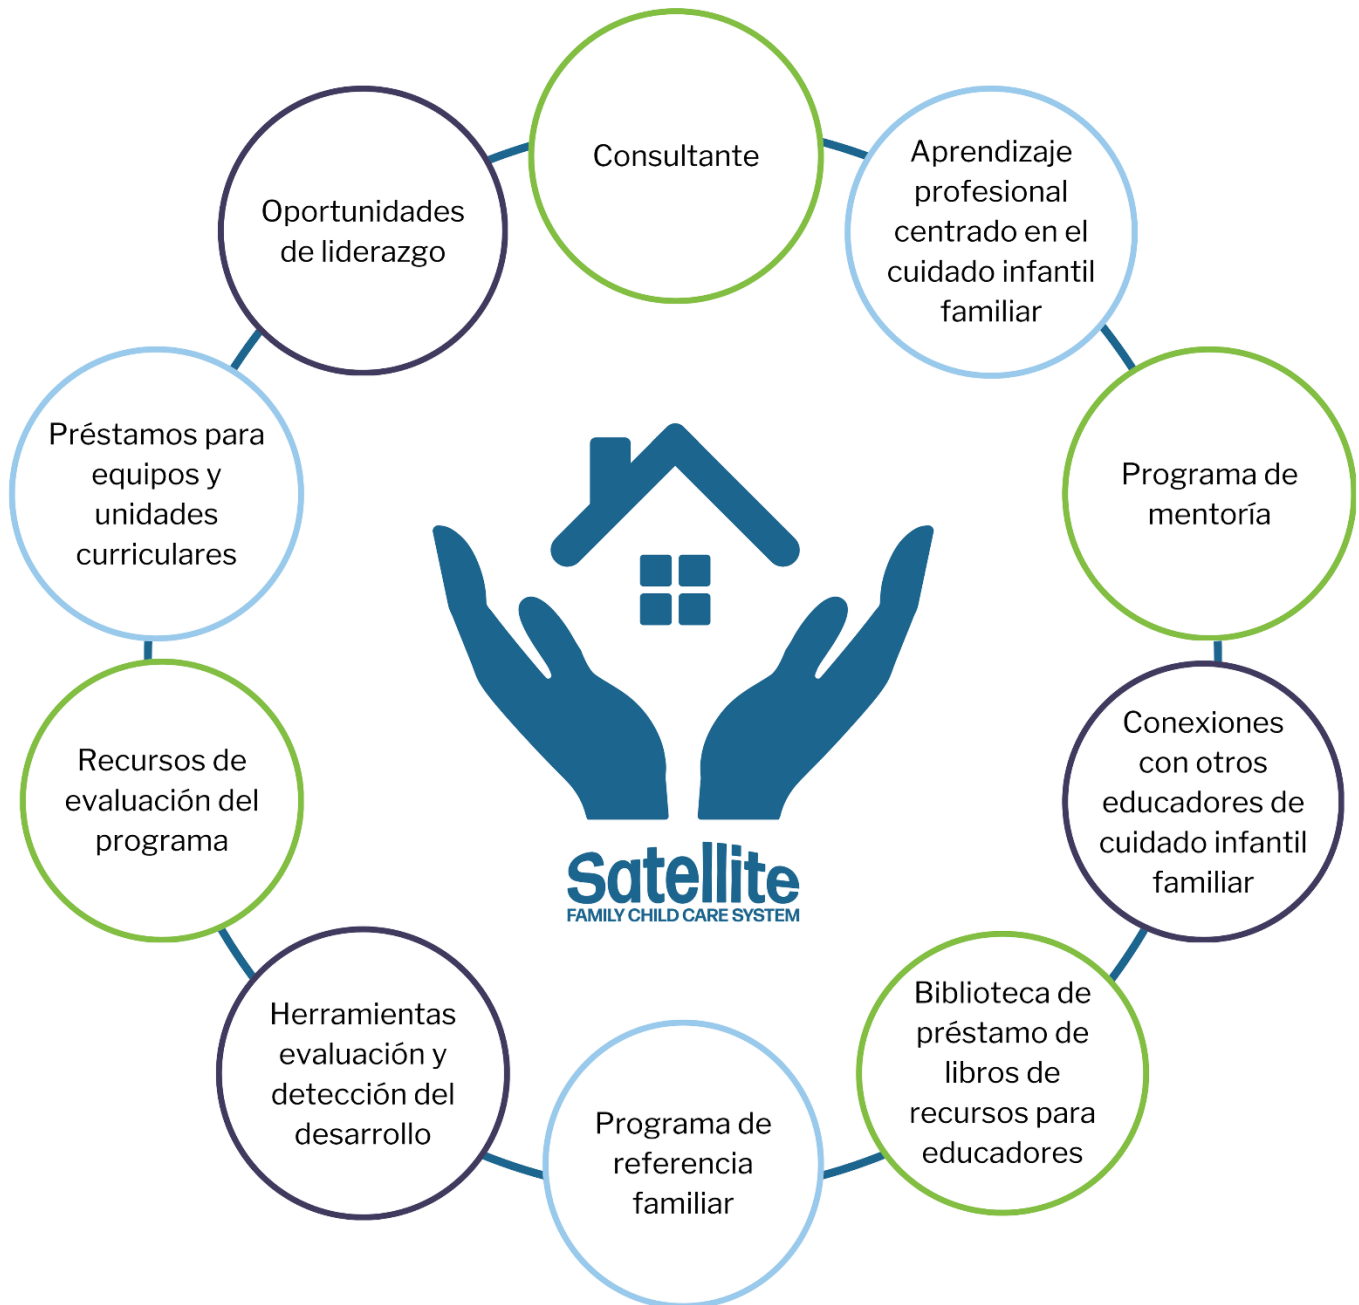 Consultante
Aprendizaje
profesional
centrado en el
cuidado infantil
familiar
Programa de
mentoría
Conexiones
con otros
educadores de
cuidado infantil
familiar
Biblioteca de
préstamo de
libros de
recursos para
educadores
Programa de
referencia
familiar
Herramientas
evaluación y
detección del
desarrollo
Recursos de
evaluación del
programa
Préstamos para
equipos y
unidades
curriculares
Oportunidades
de liderazgo
Satellite
FAMILY CHILD CARE SYSTEM